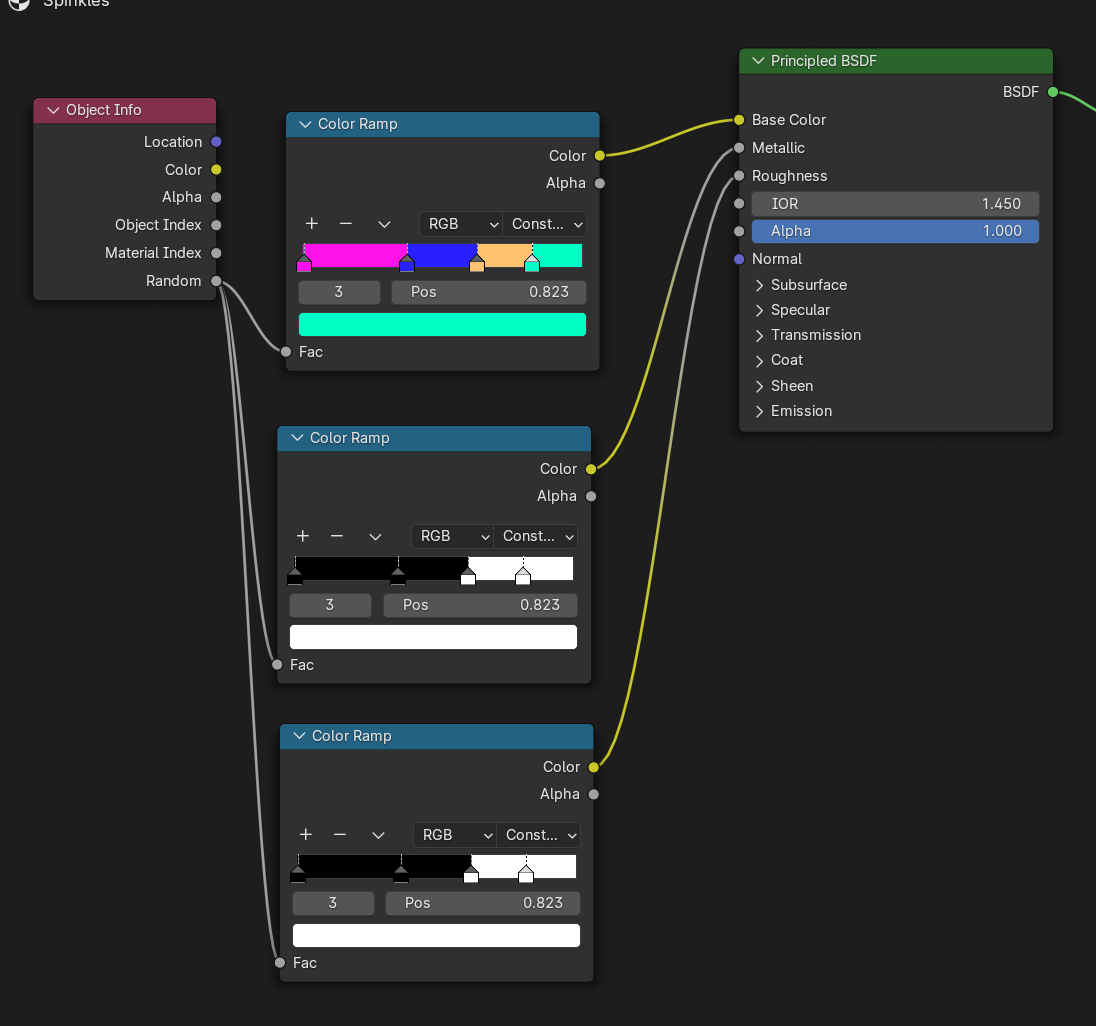 Spinkles
Object Info
Location
Color
Alpha
Object Index
Material Index
Random
Color Ramp
Color
Alpha
RGB Const...
3 Pos 0.823
Fac
Color Ramp
Color
Alpha
RGB Const...
3 Pos 0.823
Fac
Color Ramp
Color
Alpha
RGB Const...
3 Pos 0.823
Fac
Principled BSDF
BSDF
Base Color
Metallic
Roughness
IOR 1.450
Alpha 1.000
Normal
Subsurface
Specular
Transmission
Coat
Sheen
Emission